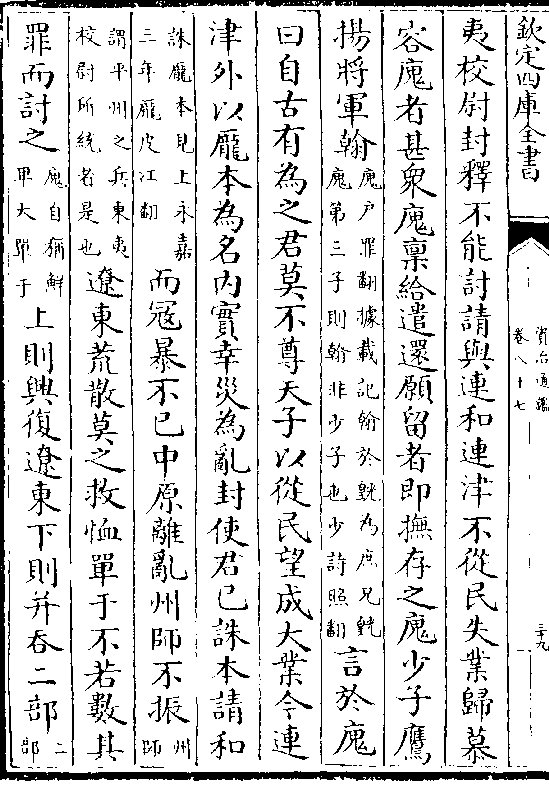 欽定四庫全書
資治通鑑
卷八十七
三九
夷校尉封釋不能討請與連和連津不從民失業歸慕
容廆者甚衆廆禀給遣還願留者即撫存之廆少子鷹
揚將軍翰廆戸罪翻據載記翰於皝為庶兄皝廆第三子則翰非少子也少詩照翻言於廆
曰自古有為之君莫不尊天子以從民望成大業今連
津外以龎本為名内實幸災為亂封使君已誅本請和
誅龎本見上永嘉三年龎皮江翻而冦暴不已中原離亂州師不振州師
謂平州之兵東夷校尉所統者是也遼東荒散莫之救恤單于不若數其
罪而討之廆自稱鮮卑大單于上則興復遼東下則并吞二部二部